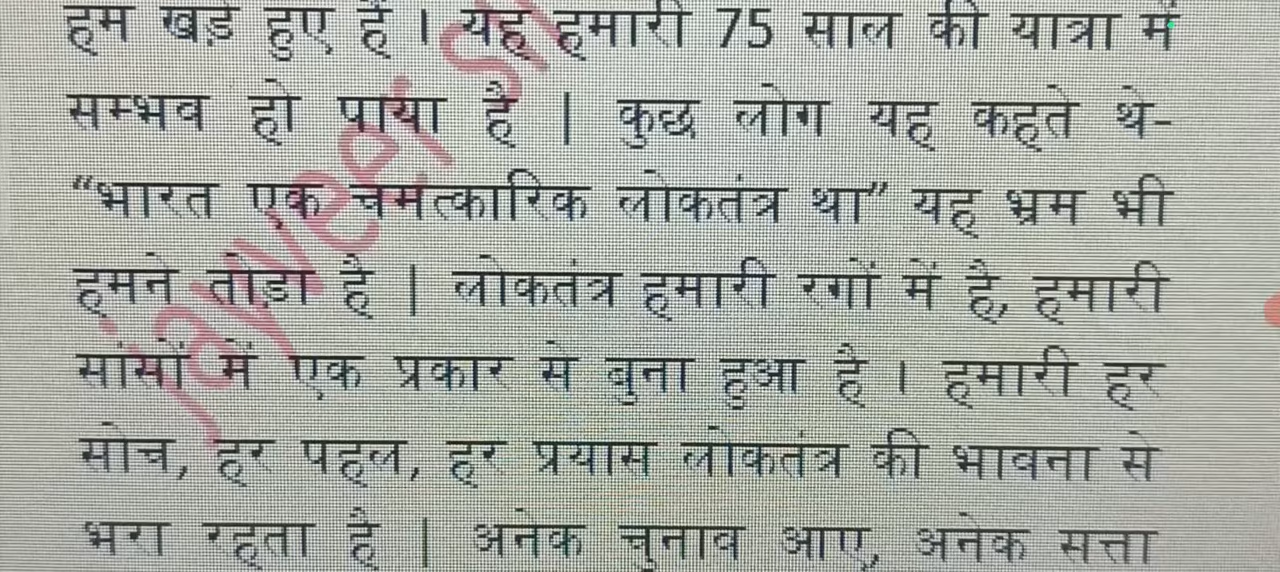 हम खड़े हुए हैं । यह हमारी 75 साल की यात्रा में
सम्भव हो पाया है | कुछ लोग यह कहते थे-
“भारत एक चमत्कारिक लोकतंत्र था” यह भ्रम भी
हमने तोड़ा है | लोकतंत्र हमारी रगों में है, हमारी
सांसों में एक प्रकार से बुना हुआ है । हमारी हर
सोच, हर पहल, हर प्रयास लोकतंत्र की भावना से
भरा रहता है | अनेक चुनाव आए, अनेक सत्ता